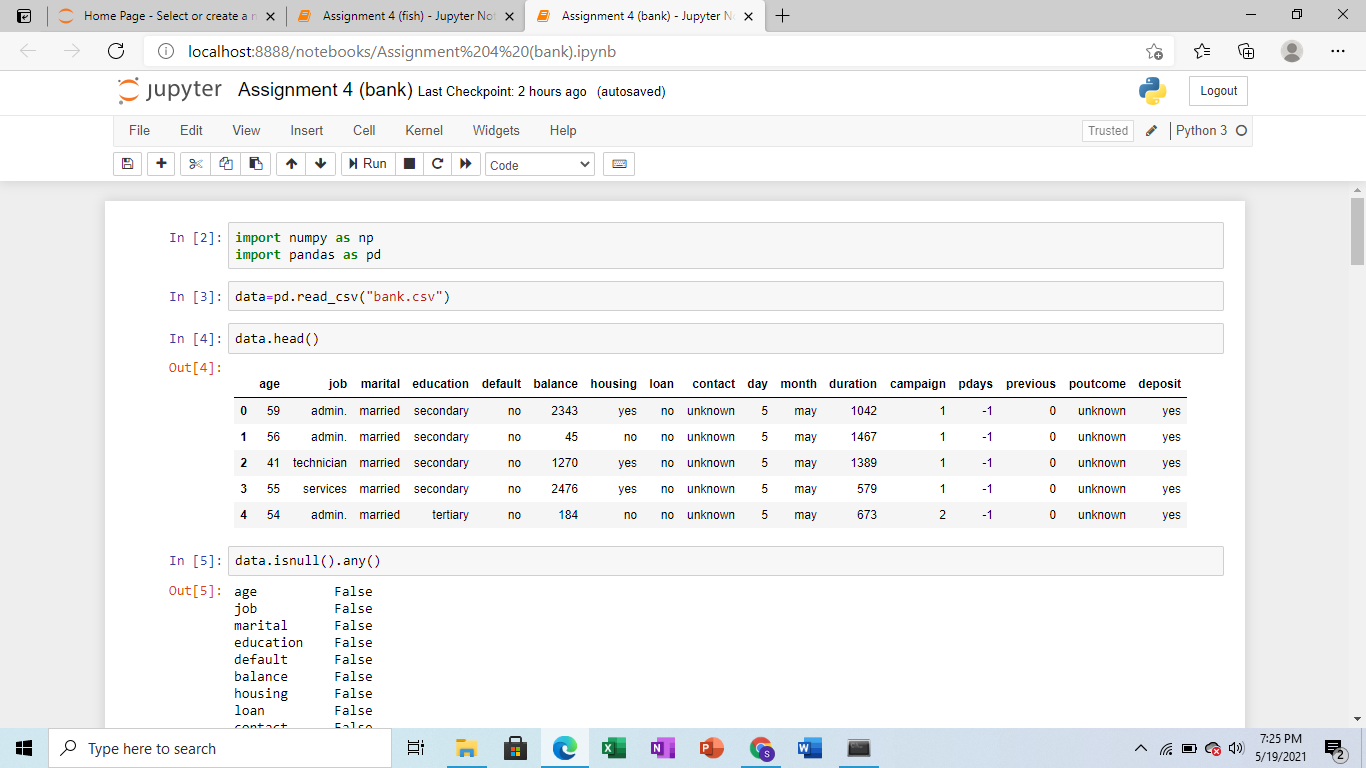 Home Page - Select or create a n
Assignment 4 (fish) - Jupyter Not
Assignment 4 (bank) - Jupyter No
localhost:8888/notebooks/Assignment%204%20(bank).ipynb
jupyter Assignment 4 (bank) Last Checkpoint: 2 hours ago (autosaved)
Logout
File Edit View Insert Cell Kernel Widgets Help
Trusted Python 3
Run Code
In [2]: import numpy as np
import pandas as pd
In [3]: data=pd.read_csv("bank.csv")
In [4]: data.head()
Out[4]:
age job marital education default balance housing loan contact day month duration campaign pdays previous poutcome deposit
0 59 admin. married secondary no 2343 yes no unknown 5 may 1042 1 -1 0 unknown yes
1 56 admin. married secondary no 45 no no unknown 5 may 1467 1 -1 0 unknown yes
2 41 technician married secondary no 1270 yes no unknown 5 may 1389 1 -1 0 unknown yes
3 55 services married secondary no 2476 yes no unknown 5 may 579 1 -1 0 unknown yes
4 54 admin. married tertiary no 184 no no unknown 5 may 673 2 -1 0 unknown yes
In [5]: data.isnull().any()
Out[5]: age False
job False
marital False
education False
default False
balance False
housing False
loan False
contact False
Type here to search
7:25 PM
5/19/2021
2